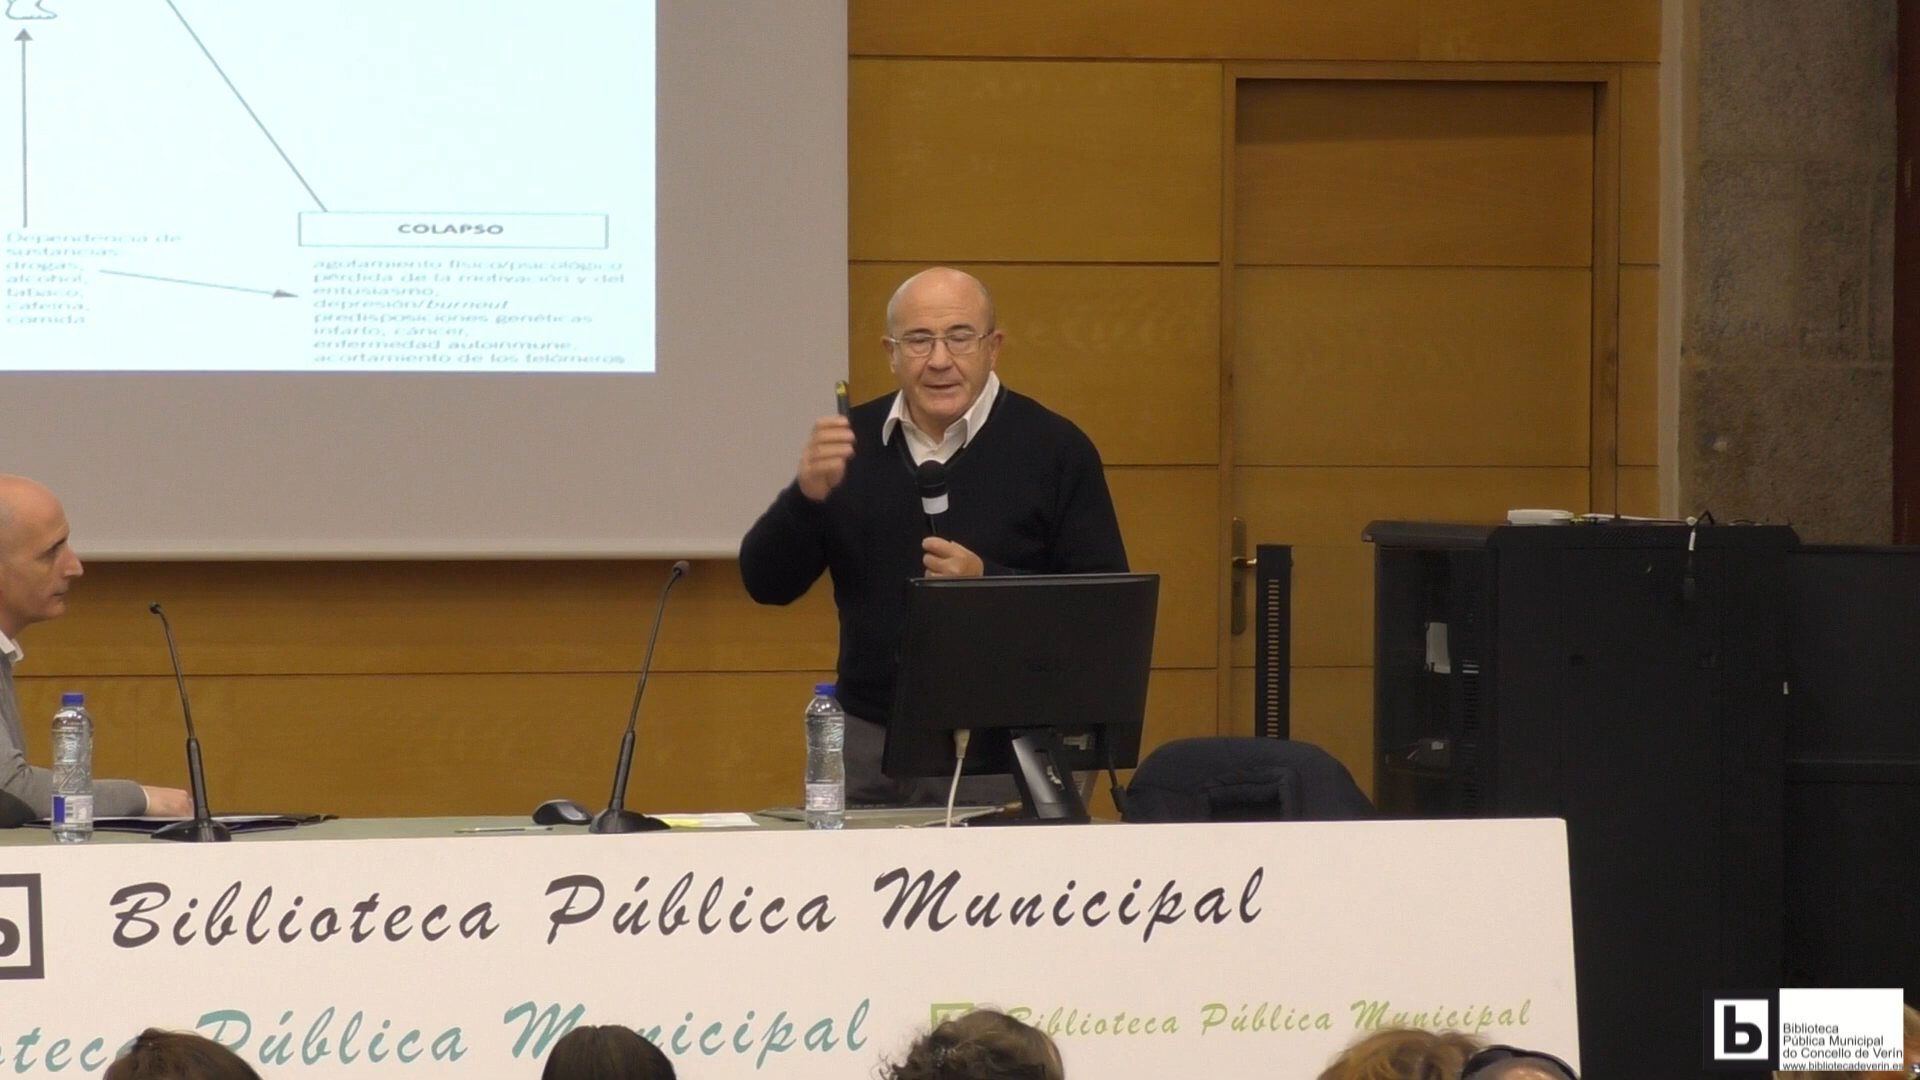 COLAPSO
Dependencia de
sustancias:
drogas,
alcohol,
tabaco,
cafeína,
comida
agotamiento físico/psicológico
pérdida de la motivación y del
entusiasmo,
depresión/burnout
predisposiciones genéticas
infarto, cáncer,
enfermedad autoinmune,
acortamiento de los telómeros
b Biblioteca Pública Municipal
oteca Pública Municipal
Biblioteca Pública Municipal
b
Biblioteca
Pública Municipal
do Concello de Verín
www.bibliotecadeverin.es